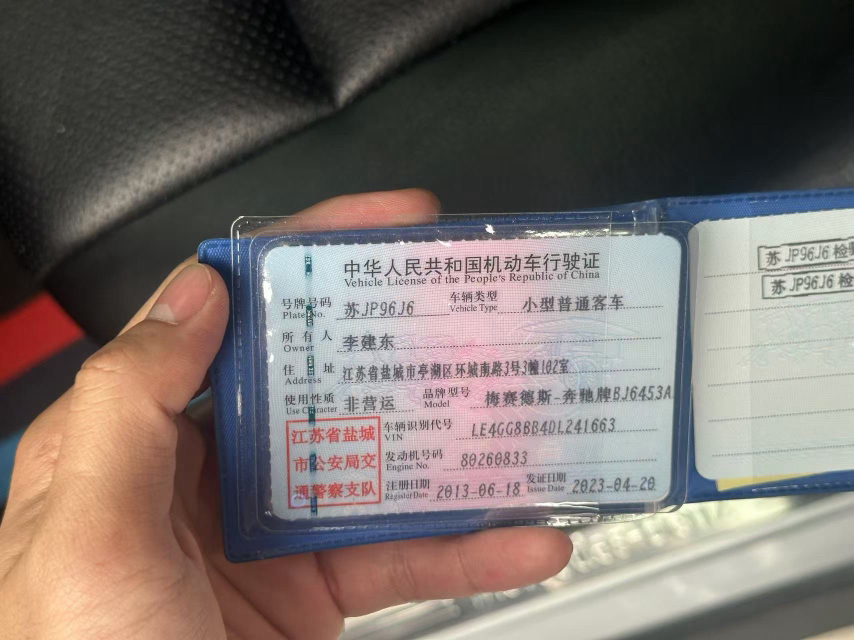 中华人民共和国机动车行驶证
Vehicle License of the People's Republic of China
号牌号码 苏JP96J6 车辆类型 小型普通客车
Plate No. Vehicle Type
所有人 李建东
Owner
住址 江苏省盐城市亭湖区环城南路3号3幢102室
Address
使用性质 非营运 品牌型号 梅赛德斯-奔驰牌BJ6453A
Use Character Model
江苏省盐城
市公安局交
通警察支队
车辆识别代号 LE4GG8BB4DL241663
VIN
发动机号码 80260833
Engine No.
注册日期 2013-06-18 发证日期 2023-04-20
Register Date Issue Date
苏JP96J6 检
苏JP96J6 检